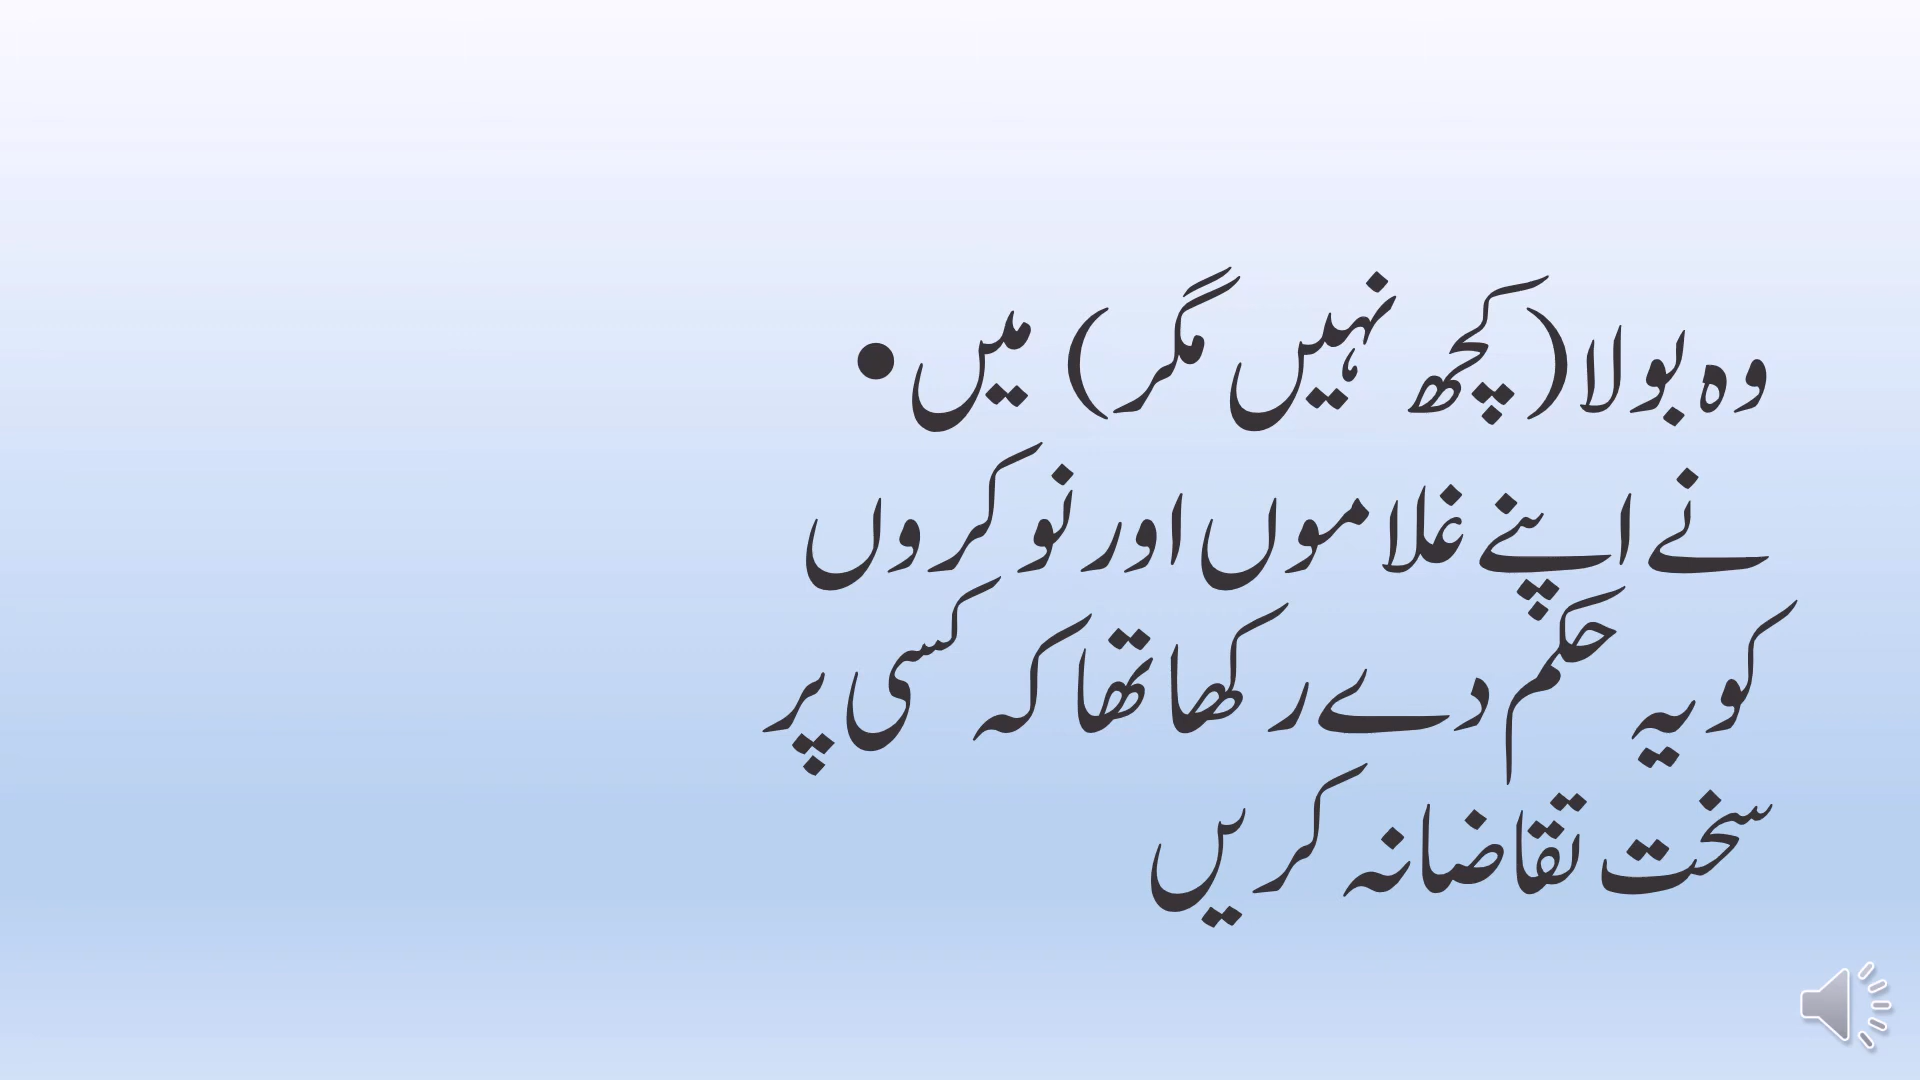 وہ بولا (کچھ نہیں مگر) میں•
نے اپنے غلاموں اور نوکروں
کو یہ حکم دے رکھا تھا کہ کسی پر
سخت تقاضا نہ کریں